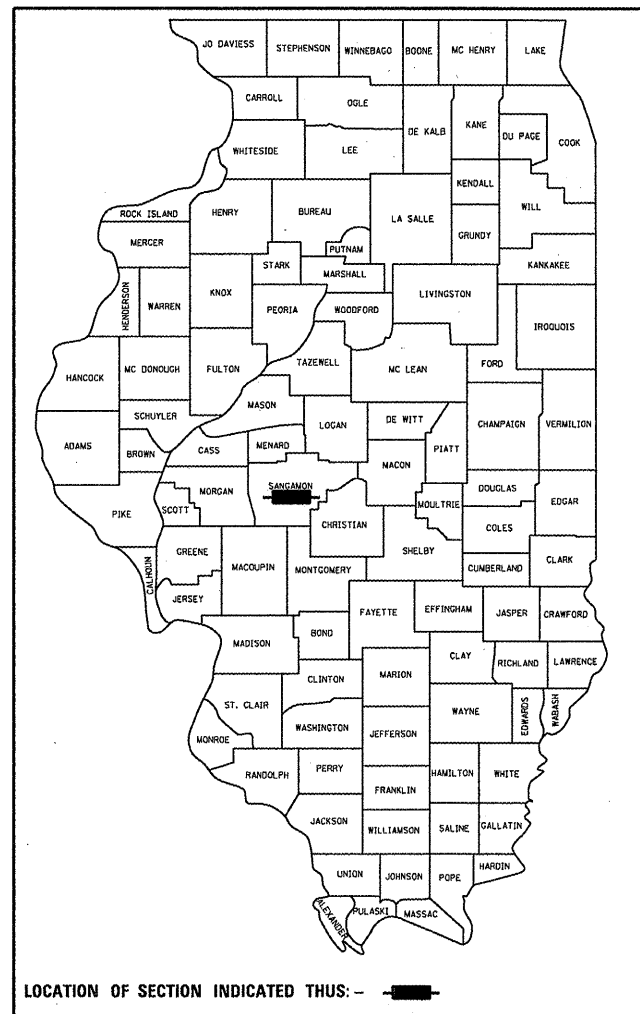 JO DAVIESS
STEPHENSON
WINNEBAGO
BOONE
MC HENRY
LAKE
CARROLL
OGLE
DE KALB
KANE
DU PAGE
COOK
WHITESIDE
LEE
KENDALL
WILL
ROCK ISLAND
HENRY
BUREAU
LA SALLE
GRUNDY
MERCER
PUTNAM
STARK
MARSHALL
KANKAKEE
HENDERSON
WARREN
KNOX
PEORIA
WOODFORD
LIVINGSTON
IROQUOIS
HANCOCK
MC DONOUGH
FULTON
TAZEWELL
MC LEAN
FORD
SCHUYLER
MASON
LOGAN
DE WITT
CHAMPAIGN
VERMILION
ADAMS
BROWN
CASS
MENARD
MACON
PIATT
PIKE
SCOTT
MORGAN
SANGAMON
CHRISTIAN
MOULTRIE
DOUGLAS
EDGAR
COLES
SHELBY
CALHOUN
GREENE
MACOUPIN
MONTGOMERY
CUMBERLAND
CLARK
JERSEY
FAYETTE
EFFINGHAM
JASPER
CRAWFORD
MADISON
BOND
CLAY
RICHLAND
LAWRENCE
CLINTON
MARION
ST. CLAIR
WAYNE
EDWARDS
WABASH
WASHINGTON
JEFFERSON
MONROE
RANDOLPH
PERRY
HAMILTON
WHITE
FRANKLIN
JACKSON
WILLIAMSON
SALINE
GALLATIN
UNION
JOHNSON
POPE
HARDIN
ALEXANDER
PULASKI
MASSAC
LOCATION OF SECTION INDICATED THUS: -